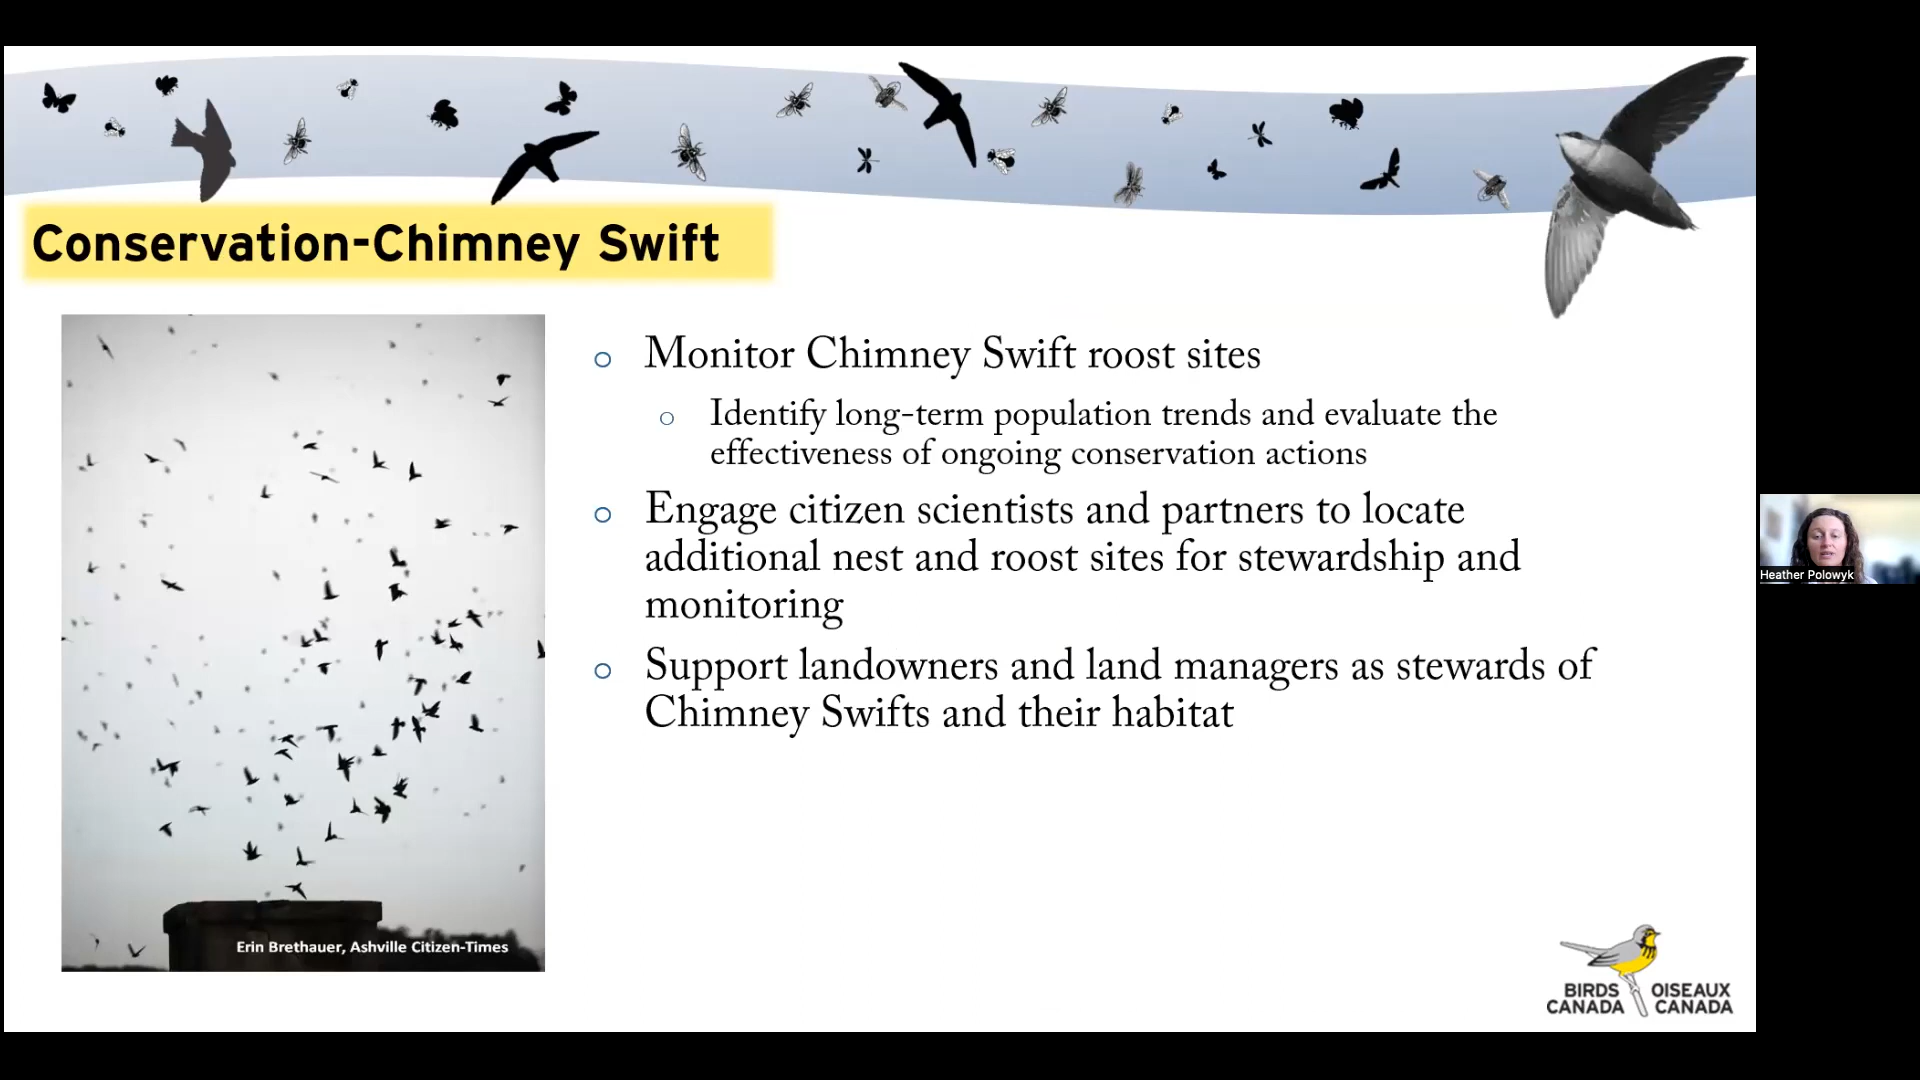 Conservation-Chimney Swift
Monitor Chimney Swift roost sites
Identify long-term population trends and evaluate the
effectiveness of ongoing conservation actions
Engage citizen scientists and partners to locate
additional nest and roost sites for stewardship and
monitoring
Support landowners and land managers as stewards of
Chimney Swifts and their habitat
Erin Brethauer, Ashville Citizen-Times
Heather Polowyk
BIRDS CANADA
OISEAUX CANADA